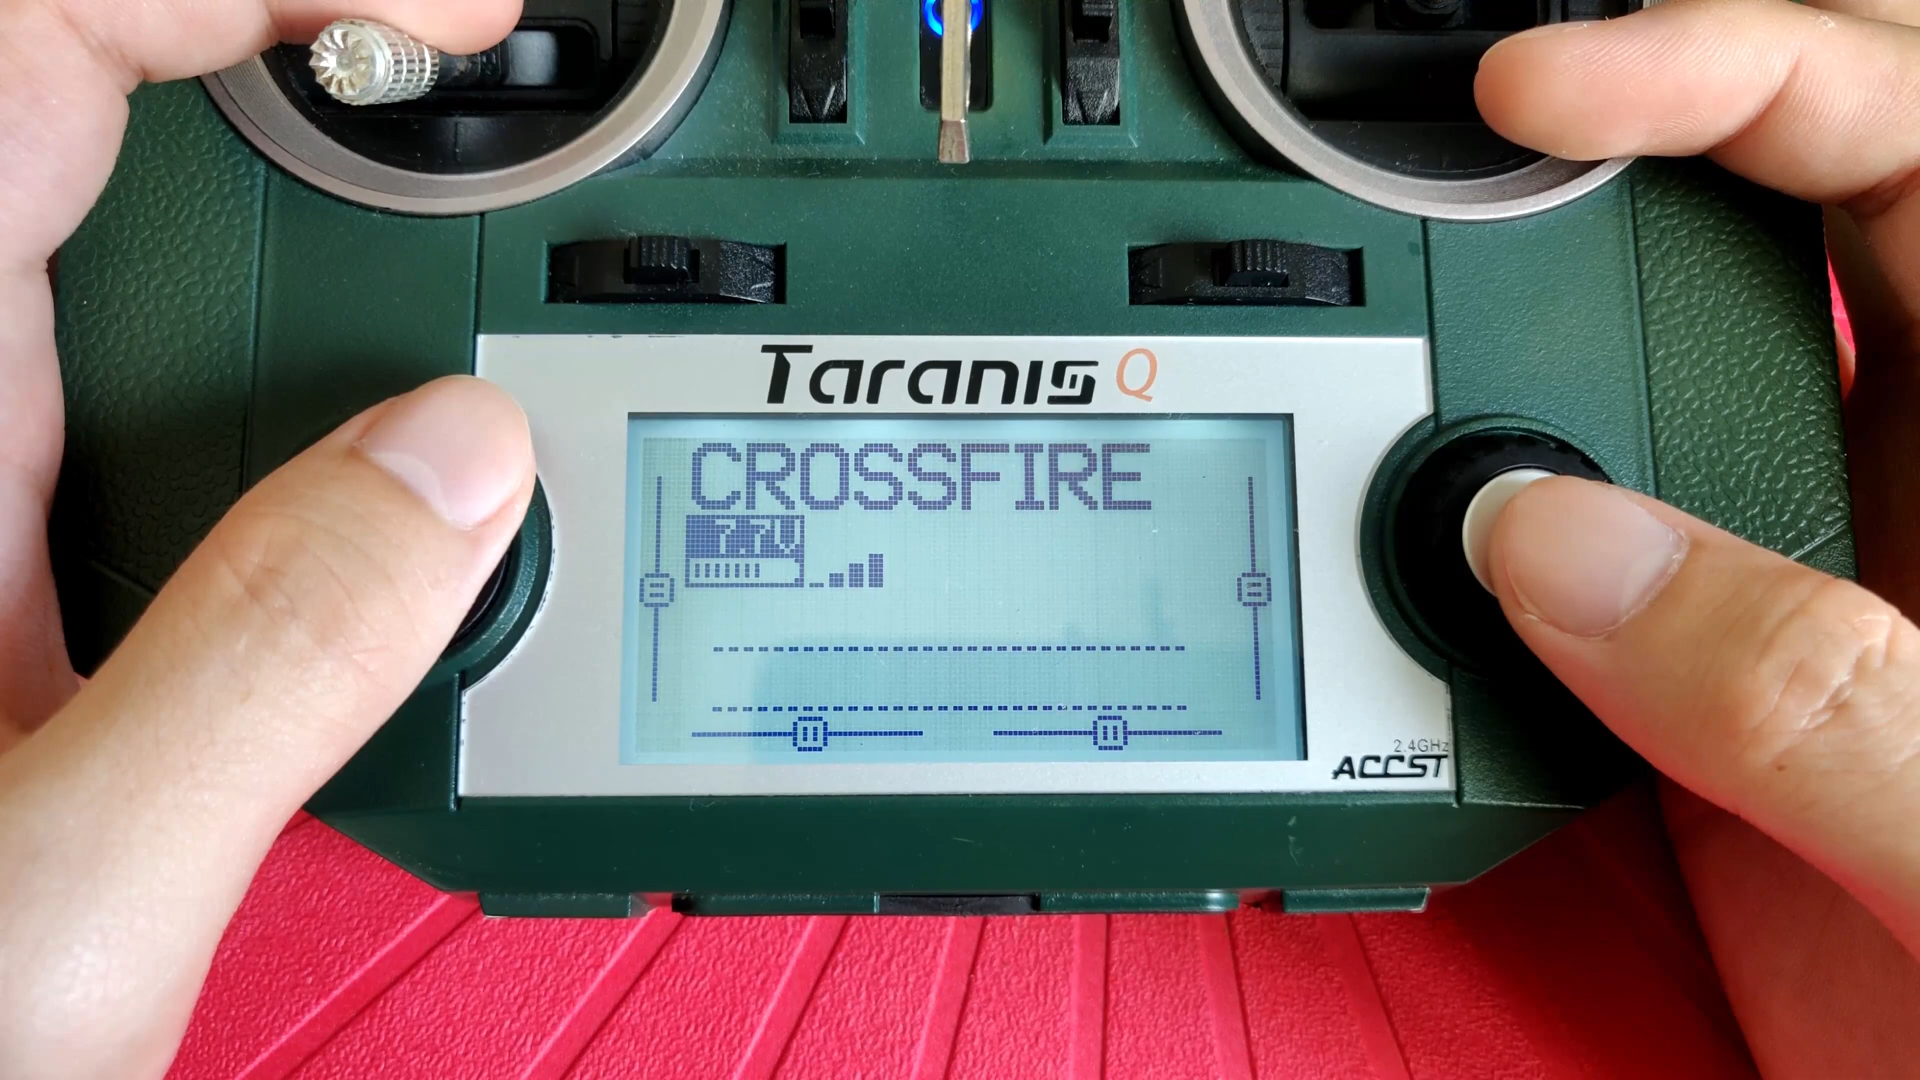 Taranis Q
CROSSFIRE
7.7V
2.4GHz
ACCST